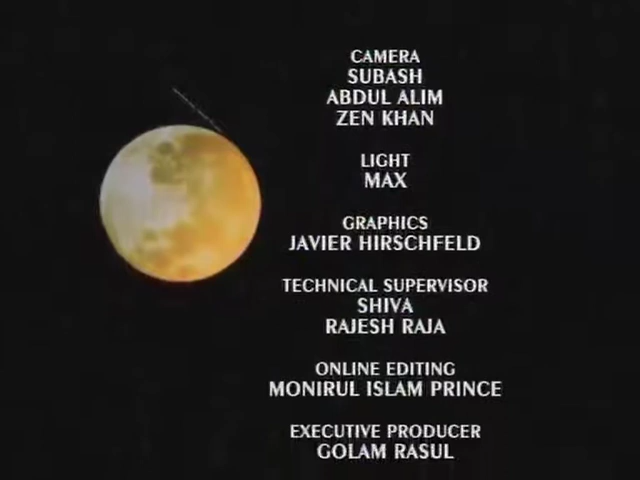 CAMERA
SUBASH
ABDUL ALIM
ZEN KHAN
LIGHT
MAX
GRAPHICS
JAVIER HIRSCHFELD
TECHNICAL SUPERVISOR
SHIVA
RAJESH RAJA
ONLINE EDITING
MONIRUL ISLAM PRINCE
EXECUTIVE PRODUCER
GOLAM RASUL